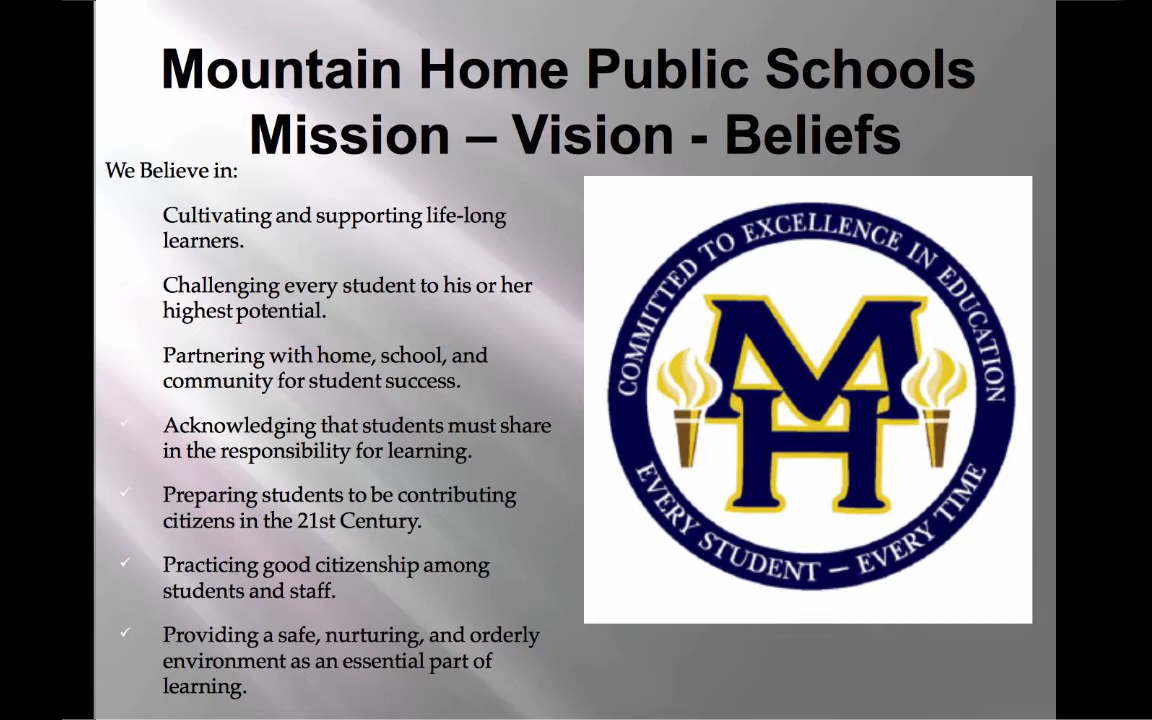 Mountain Home Public Schools
Mission – Vision - Beliefs
We Believe in:
Cultivating and supporting life-long
learners.
Challenging every student to his or her
highest potential.
Partnering with home, school, and
community for student success.
Acknowledging that students must share
in the responsibility for learning.
Preparing students to be contributing
citizens in the 21st Century.
Practicing good citizenship among
students and staff.
Providing a safe, nurturing, and orderly
environment as an essential part of
learning.
COMMITTED TO EXCELLENCE IN EDUCATION
MH
EVERY STUDENT – EVERY TIME